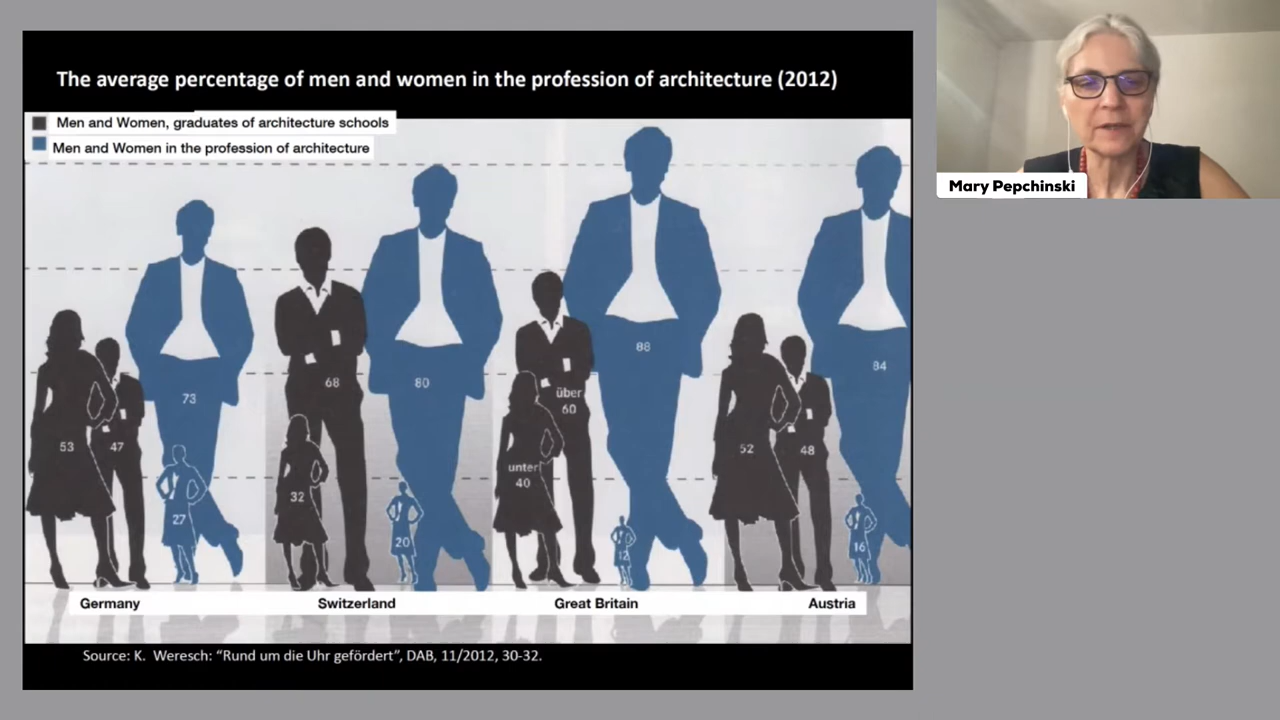 The average percentage of men and women in the profession of architecture (2012)
Men and Women, graduates of architecture schools
Men and Women in the profession of architecture
53
47
73
27
68
32
80
20
über
60
unter
40
88
12
52
48
84
16
Germany
Switzerland
Great Britain
Austria
Source: K. Weresch: “Rund um die Uhr gefördert”, DAB, 11/2012, 30-32.
Mary Pepchinski